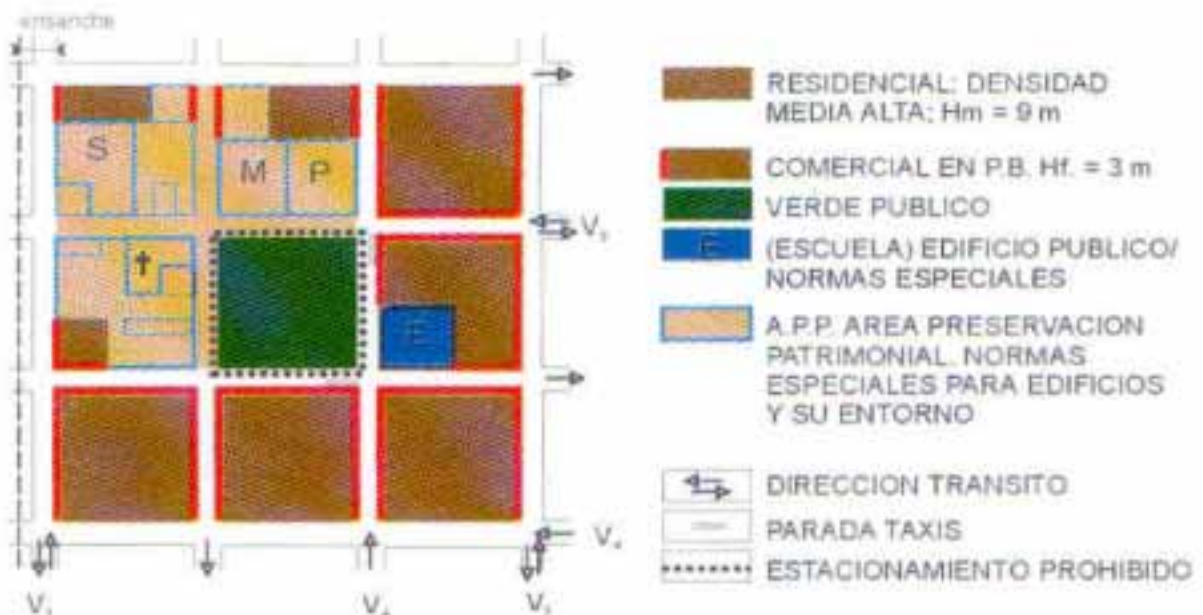 ensanche
S
M
P
E
RESIDENCIAL: DENSIDAD
MEDIA ALTA: Hm = 9 m
COMERCIAL EN P.B. Hf. = 3 m
VERDE PUBLICO
E
(ESCUELA) EDIFICIO PUBLICO/
NORMAS ESPECIALES
A.P.P. AREA PRESERVACION
PATRIMONIAL. NORMAS
ESPECIALES PARA EDIFICIOS
Y SU ENTORNO
DIRECCION TRANSITO
PARADA TAXIS
ESTACIONAMIENTO PROHIBIDO